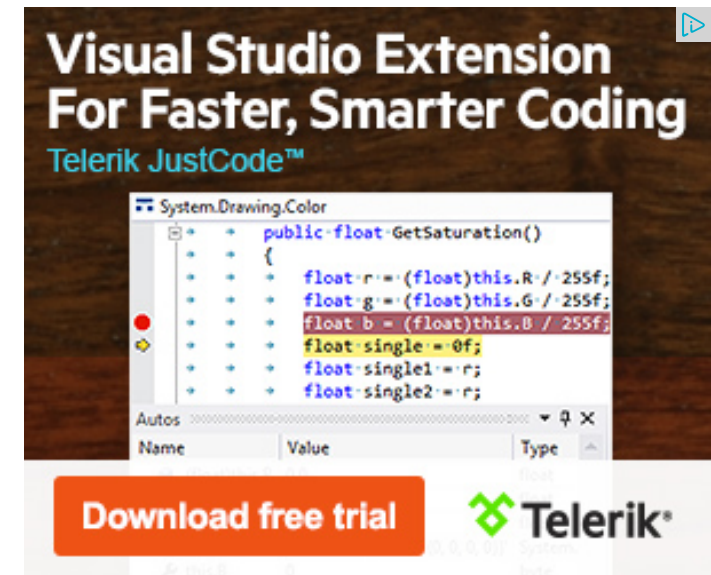 Visual Studio Extension
For Faster, Smarter Coding
Telerik JustCode™
System.Drawing.Color
public float GetSaturation()
{
float r = (float)this.R / 255f;
float g = (float)this.G / 255f;
float b = (float)this.B / 255f;
float single = 0f;
float single1 = r;
float single2 = r;
Autos
Name Value Type
Download free trial
Telerik